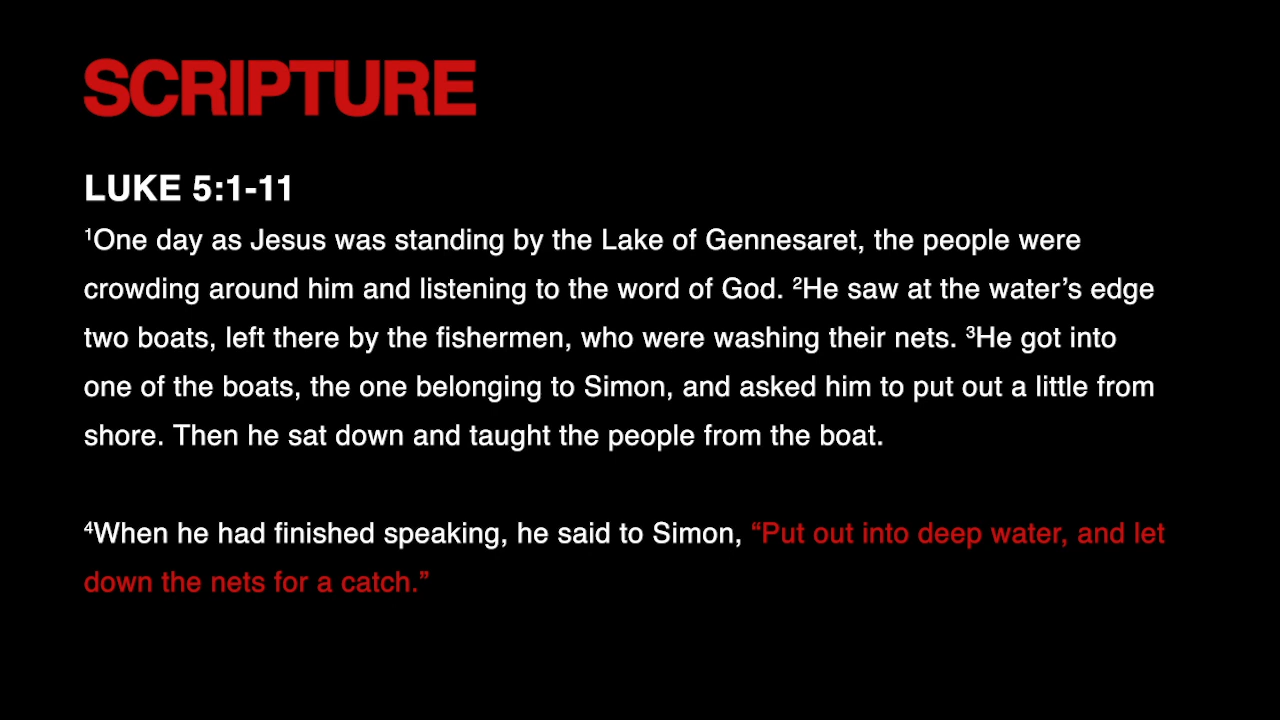 SCRIPTURE
LUKE 5:1-11
¹One day as Jesus was standing by the Lake of Gennesaret, the people were
crowding around him and listening to the word of God. ²He saw at the water’s edge
two boats, left there by the fishermen, who were washing their nets. ³He got into
one of the boats, the one belonging to Simon, and asked him to put out a little from
shore. Then he sat down and taught the people from the boat.
⁴When he had finished speaking, he said to Simon, “Put out into deep water, and let
down the nets for a catch.”